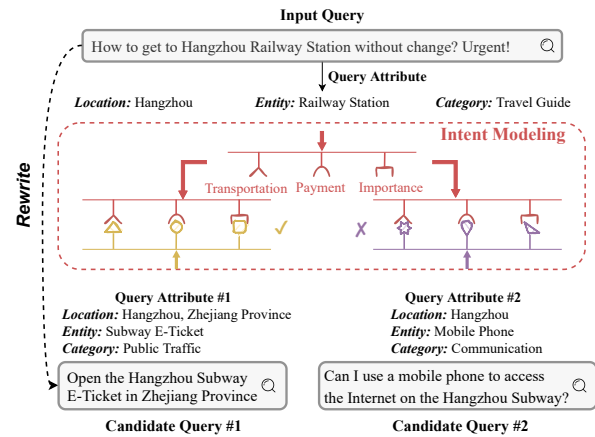 Input Query
How to get to Hangzhou Railway Station without change? Urgent!
Query Attribute
Location: Hangzhou Entity: Railway Station Category: Travel Guide
Intent Modeling
Transportation Payment Importance
Rewrite
Query Attribute #1
Location: Hangzhou, Zhejiang Province
Entity: Subway E-Ticket
Category: Public Traffic
Open the Hangzhou Subway
E-Ticket in Zhejiang Province
Candidate Query #1
Query Attribute #2
Location: Hangzhou
Entity: Mobile Phone
Category: Communication
Can I use a mobile phone to access
the Internet on the Hangzhou Subway?
Candidate Query #2